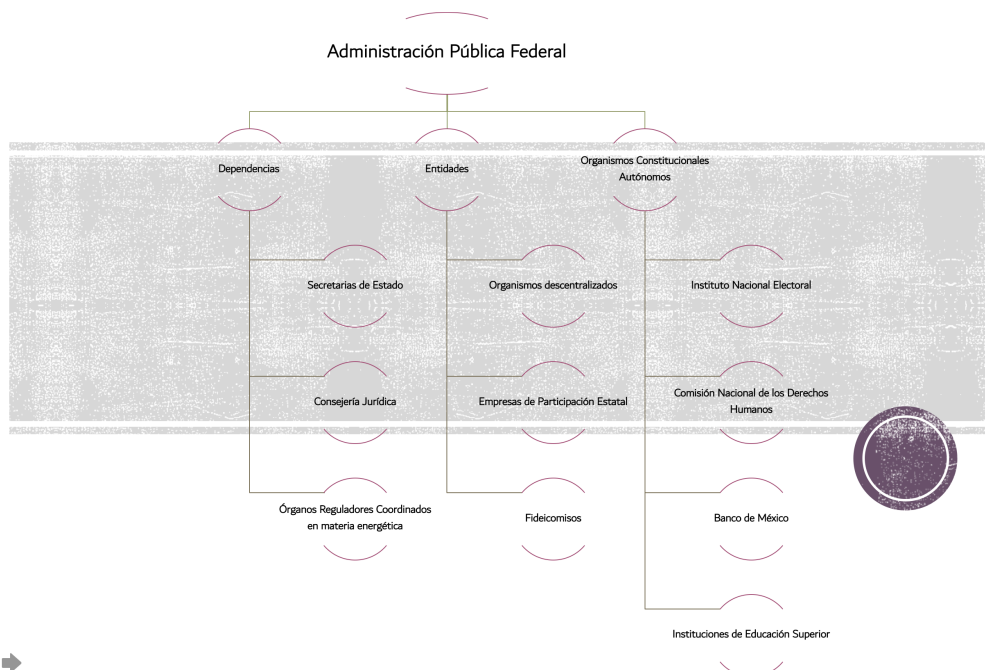 Administración Pública Federal
Dependencias
Entidades
Organismos Constitucionales
Autónomos
Secretarias de Estado
Organismos descentralizados
Instituto Nacional Electoral
Consejería Jurídica
Empresas de Participación Estatal
Comisión Nacional de los Derechos
Humanos
Órganos Reguladores Coordinados
en materia energética
Fideicomisos
Banco de México
Instituciones de Educación Superior